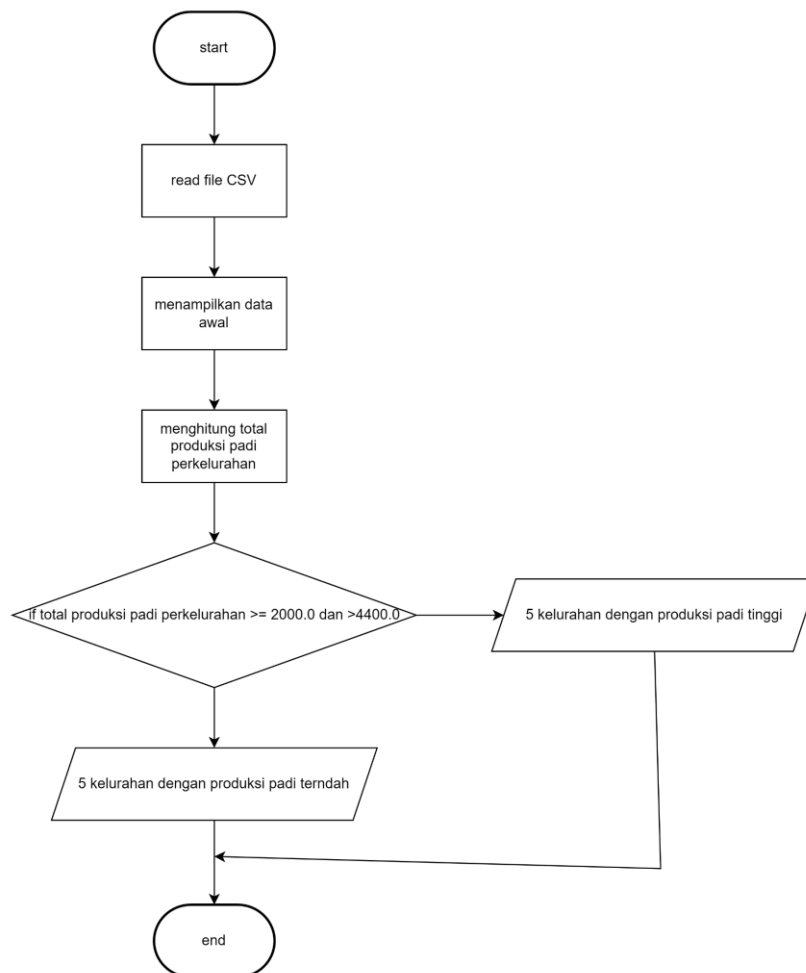 start
read file CSV
menampilkan data
awal
menghitung total
produksi padi
perkelurahan
if total produksi padi perkelurahan >= 2000.0 dan >4400.0
5 kelurahan dengan produksi padi tinggi
5 kelurahan dengan produksi padi terndah
end